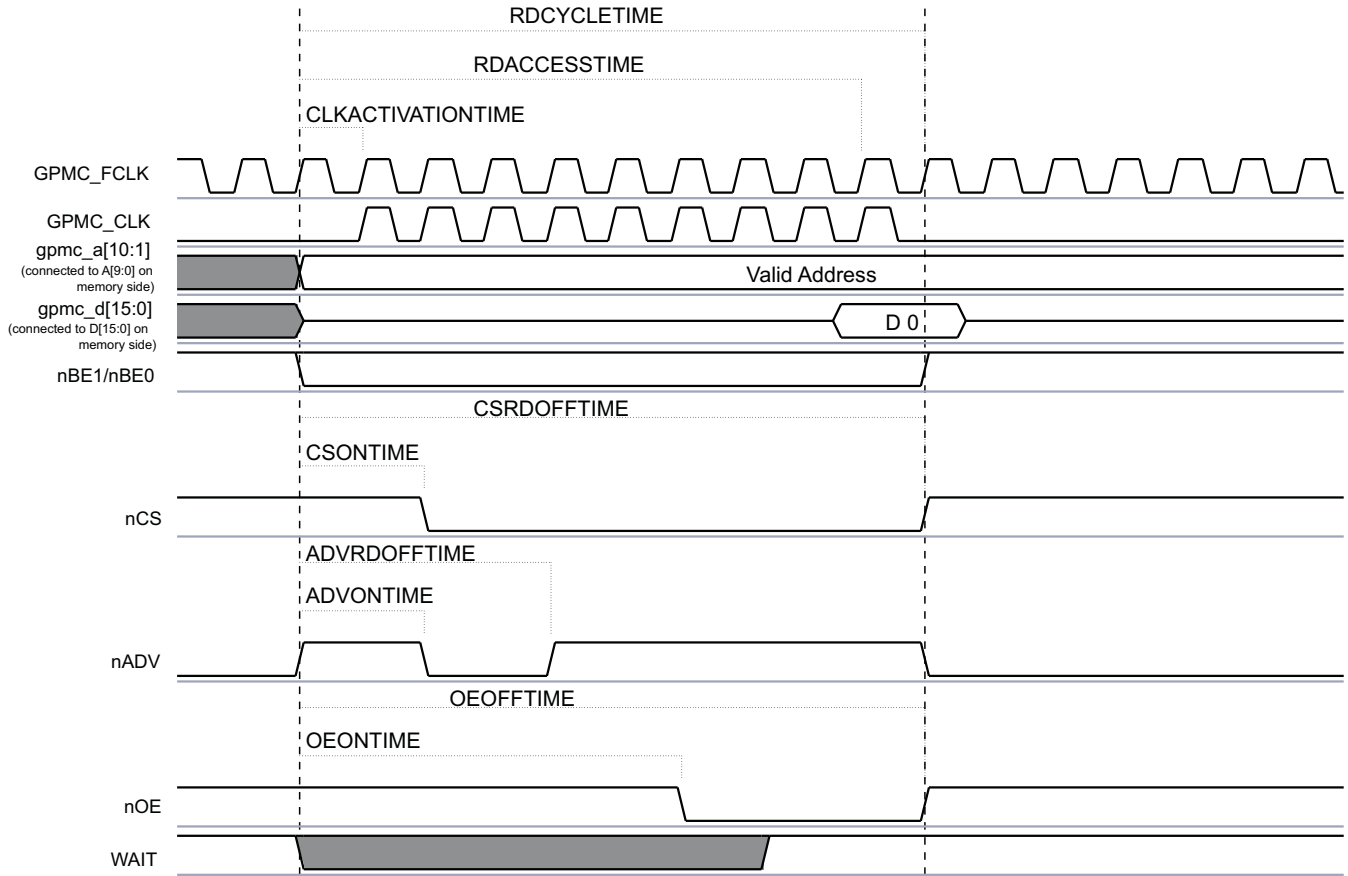 RDCYCLETIME
RDACCESSTIME
CLKACTIVATIONTIME
GPMC_FCLK
GPMC_CLK
gpmc_a[10:1]
(connected to A[9:0] on
memory side)
Valid Address
gpmc_d[15:0]
(connected to D[15:0] on
memory side)
D 0
nBE1/nBE0
CSRDOFFTIME
CSONTIME
nCS
ADVRDOFFTIME
ADVONTIME
nADV
OEOFFTIME
OEONTIME
nOE
WAIT